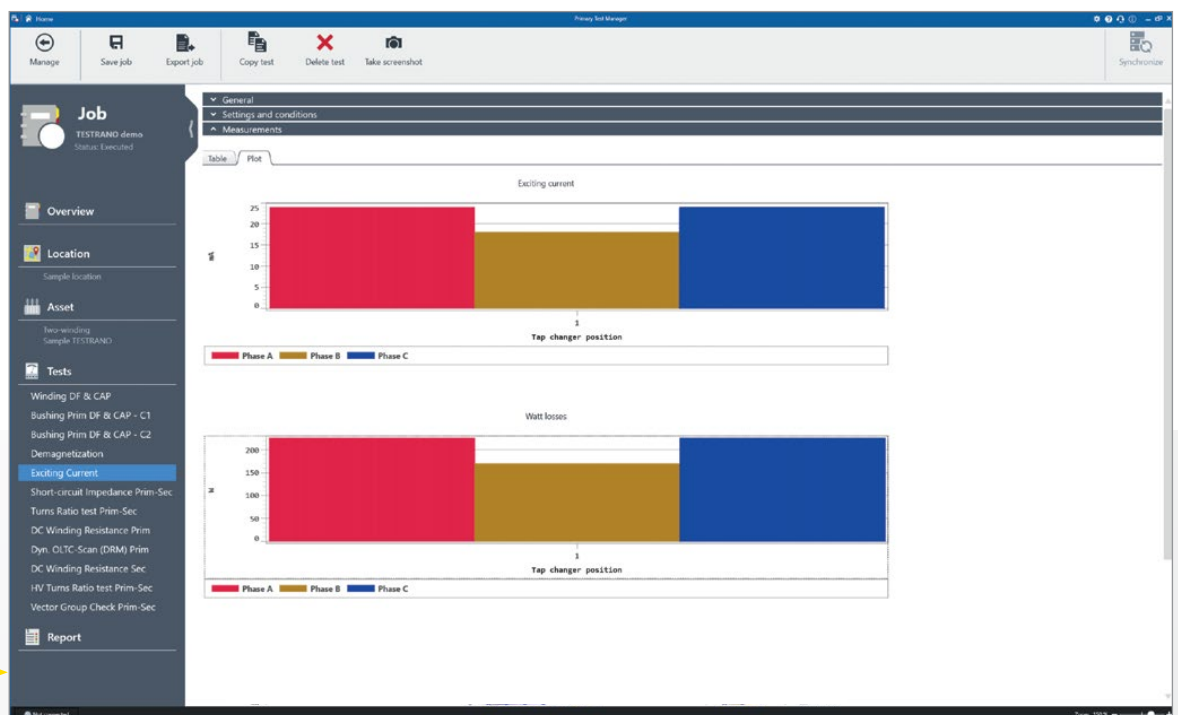 Home
Primary Test Manager
Manage
Save job
Export job
Copy test
Delete test
Take screenshot
Synchronize
Job
TESTRANO demo
Status: Executed
Overview
Location
Sample location
Asset
Two-winding
Sample TESTRANO
Tests
Winding DF & CAP
Bushing Prim DF & CAP - C1
Bushing Prim DF & CAP - C2
Demagnetization
Exciting Current
Short-circuit Impedance Prim-Sec
Turns Ratio test Prim-Sec
DC Winding Resistance Prim
Dyn. OLTC-Scan (DRM) Prim
DC Winding Resistance Sec
HV Turns Ratio test Prim-Sec
Vector Group Check Prim-Sec
Report
General
Settings and conditions
Measurements
Table
Plot
Exciting current
mA
25
20
15
10
5
0
1
Tap changer position
Phase A
Phase B
Phase C
Watt losses
W
200
150
100
50
0
1
Tap changer position
Phase A
Phase B
Phase C
Not connected